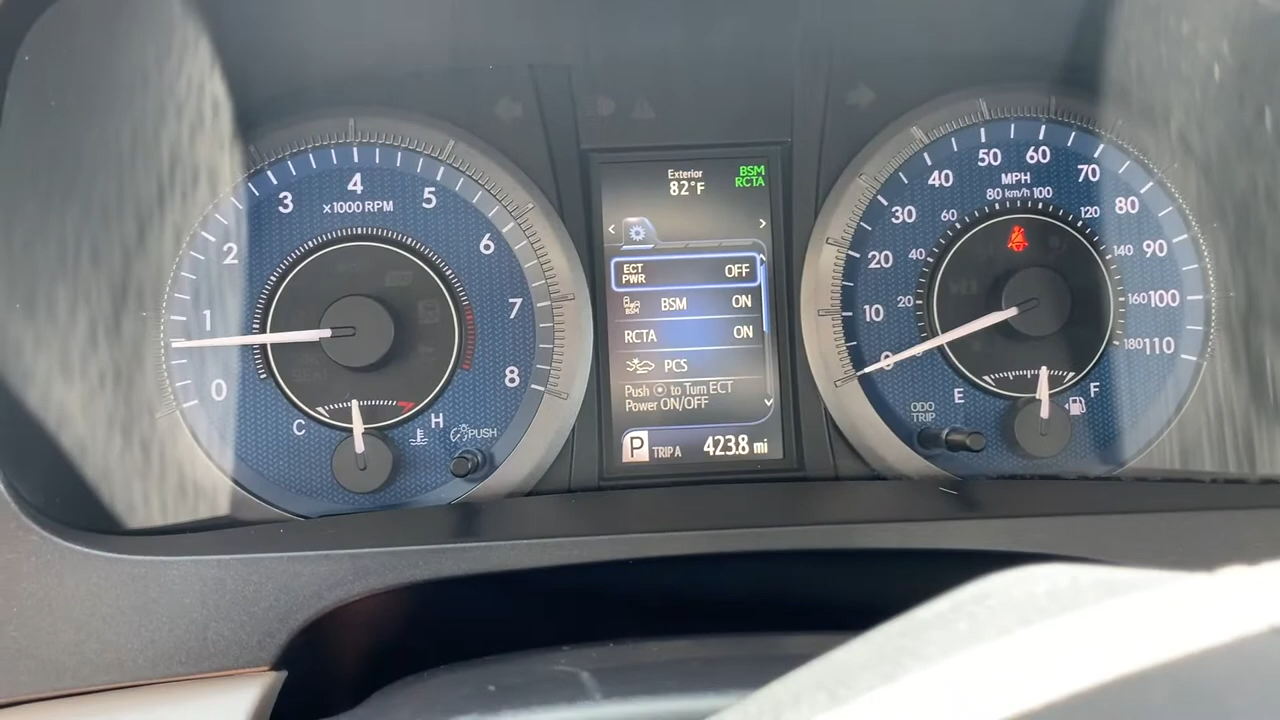 0
1
2
3
4
5
6
7
8
x1000 RPM
C
H
PUSH
Exterior
82°F
BSM
RCTA
<
>
ECT
PWR
OFF
BSM
BSM
ON
RCTA
ON
PCS
Push ⦿ to Turn ECT
Power ON/OFF
P
TRIP A
423.8 mi
0
10
20
30
40
50
60
70
80
90
100
110
MPH
80 km/h 100
20
40
60
120
140
160
180
ODO
TRIP
E
F